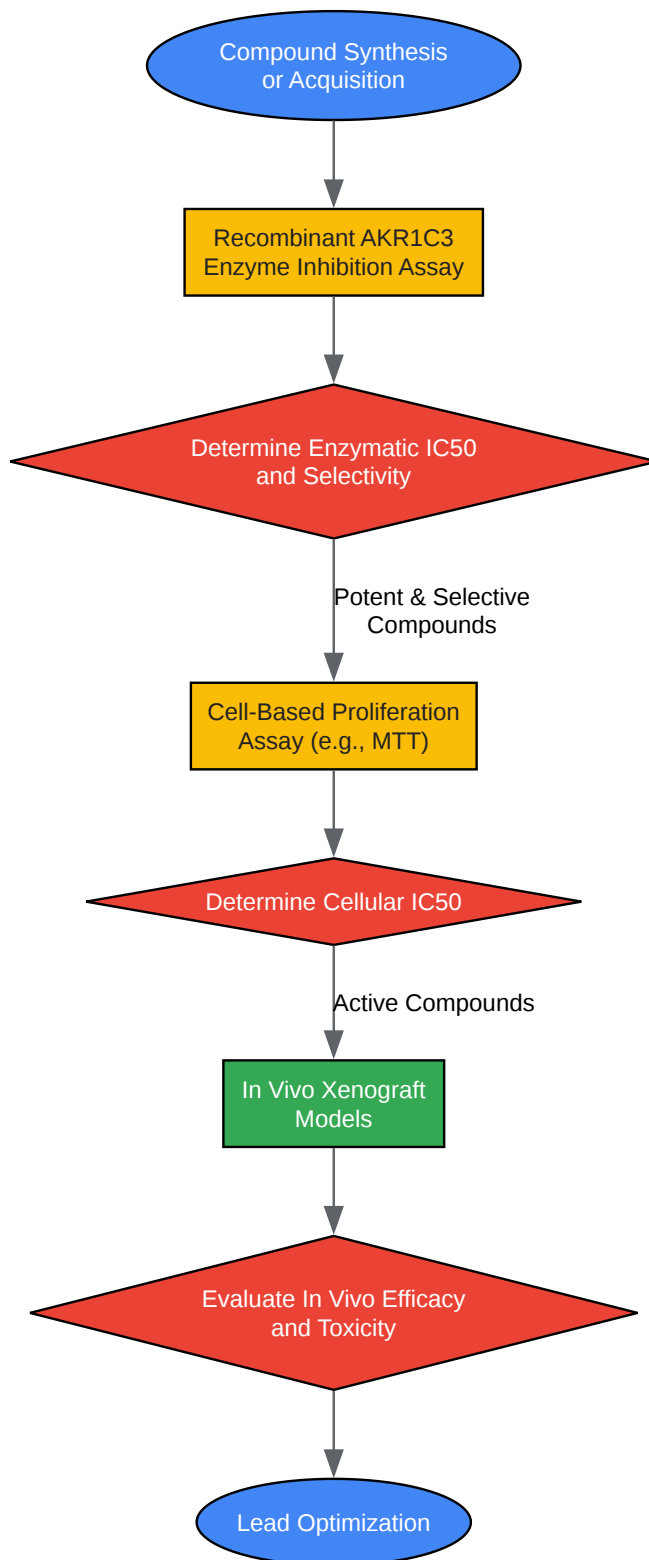 Compound Synthesis
or Acquisition
Recombinant AKR1C3
Enzyme Inhibition Assay
Determine Enzymatic IC50
and Selectivity
Potent & Selective
Compounds
Cell-Based Proliferation
Assay (e.g., MTT)
Determine Cellular IC50
Active Compounds
In Vivo Xenograft
Models
Evaluate In Vivo Efficacy
and Toxicity
Lead Optimization